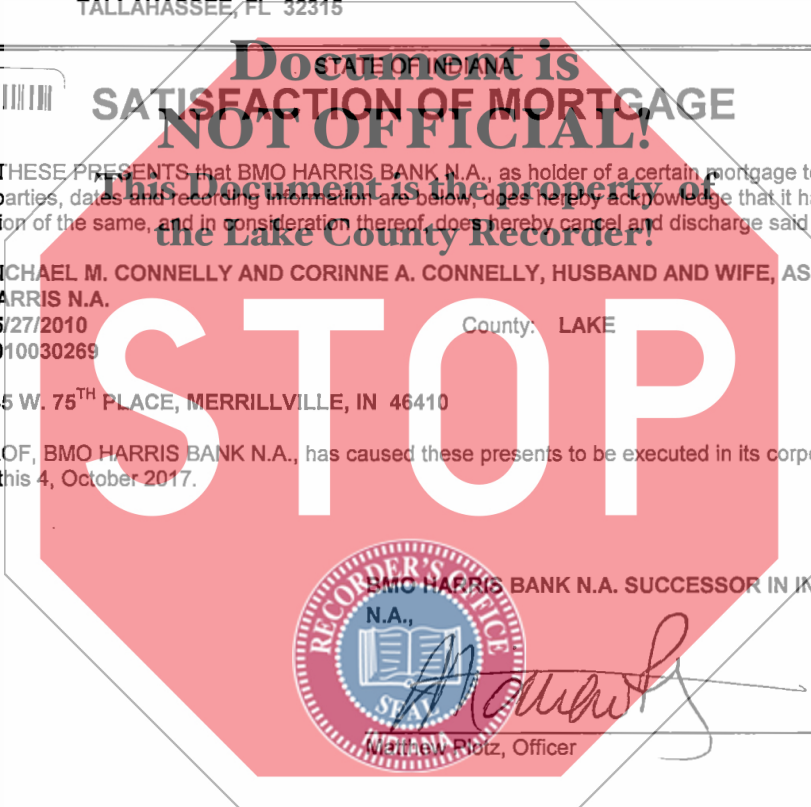 TALLAHASSEE, FL 32315
Document is
STATE OF INDIANA
SATISFACTION OF MORTGAGE
NOT OFFICIAL!
THESE PRESENTS that BMO HARRIS BANK N.A., as holder of a certain mortgage
This Document is the property of
parties, dates and recording information are below, does hereby acknowledge that it
ion of the same, and in consideration thereof, does hereby cancel and discharge said
the Lake County Recorder!
ICHAEL M. CONNELLY AND CORINNE A. CONNELLY, HUSBAND AND WIFE, AS
ARRIS N.A.
/27/2010 County: LAKE
10030269
STOP
5 W. 75TH PLACE, MERRILLVILLE, IN 46410
OF, BMO HARRIS BANK N.A., has caused these presents to be executed in its corp
this 4, October 2017.
RECORDER'S OFFICE
BMO HARRIS BANK N.A. SUCCESSOR IN
N.A.,
SEAL
INDIANA
Matthew Plotz, Officer